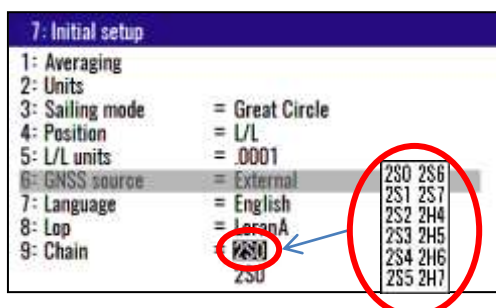 7: Initial setup
1: Averaging
2: Units
3: Sailing mode = Great Circle
4: Position = L/L
5: L/L units = .0001
6: GNSS source = External
7: Language = English
8: Lop = LoranA
9: Chain = 2S0
2S0
2S0 2S6
2S1 2S7
2S2 2H4
2S3 2H5
2S4 2H6
2S5 2H7